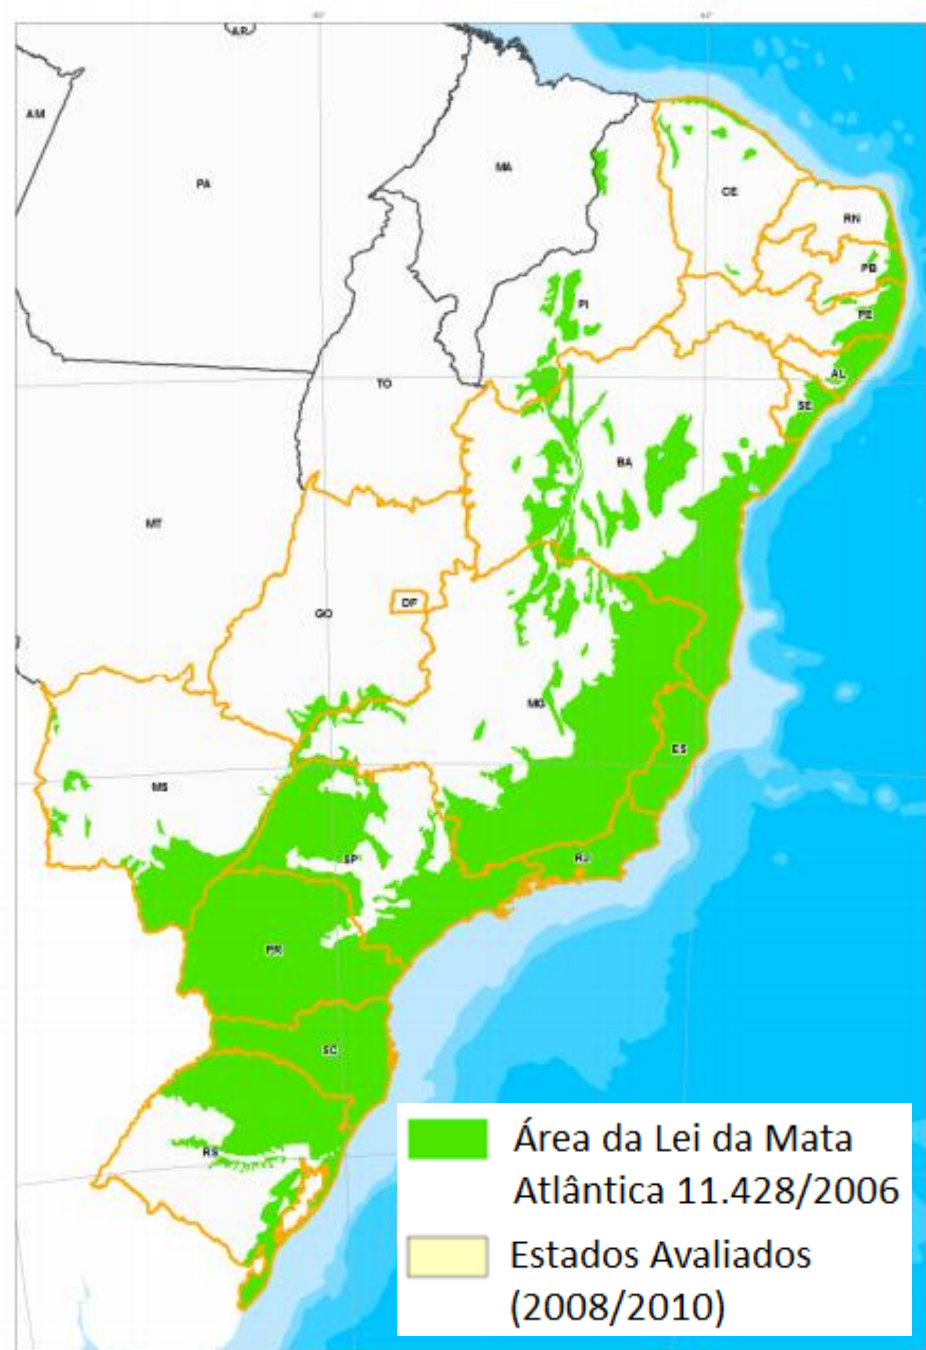 AP
AM
PA
MA
CE
RN
PB
PI
PE
TO
AL
SE
BA
MT
DF
GO
MG
ES
MS
SP
RJ
PR
SC
RS
Área da Lei da Mata
Atlântica 11.428/2006
Estados Avaliados
(2008/2010)